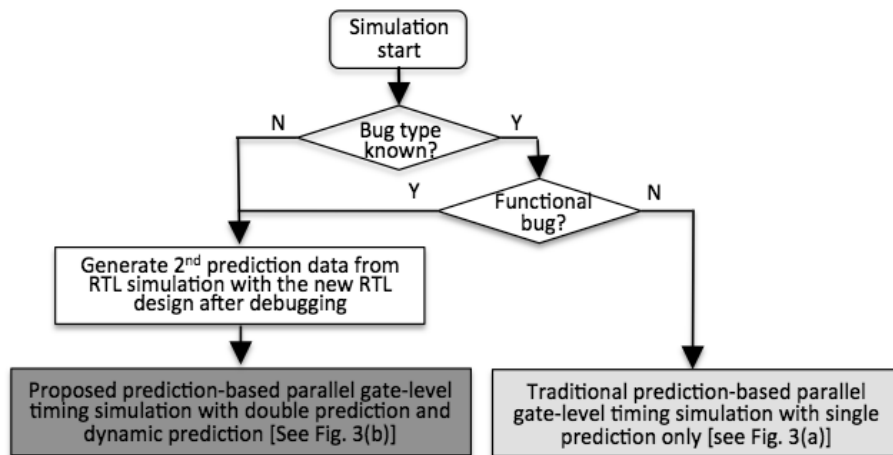 Simulation
start
N
Y
Bug type
known?
Y
N
Functional
bug?
Generate 2nd prediction data from
RTL simulation with the new RTL
design after debugging
Proposed prediction-based parallel gate-level
timing simulation with double prediction and
dynamic prediction [See Fig. 3(b)]
Traditional prediction-based parallel
gate-level timing simulation with single
prediction only [see Fig. 3(a)]